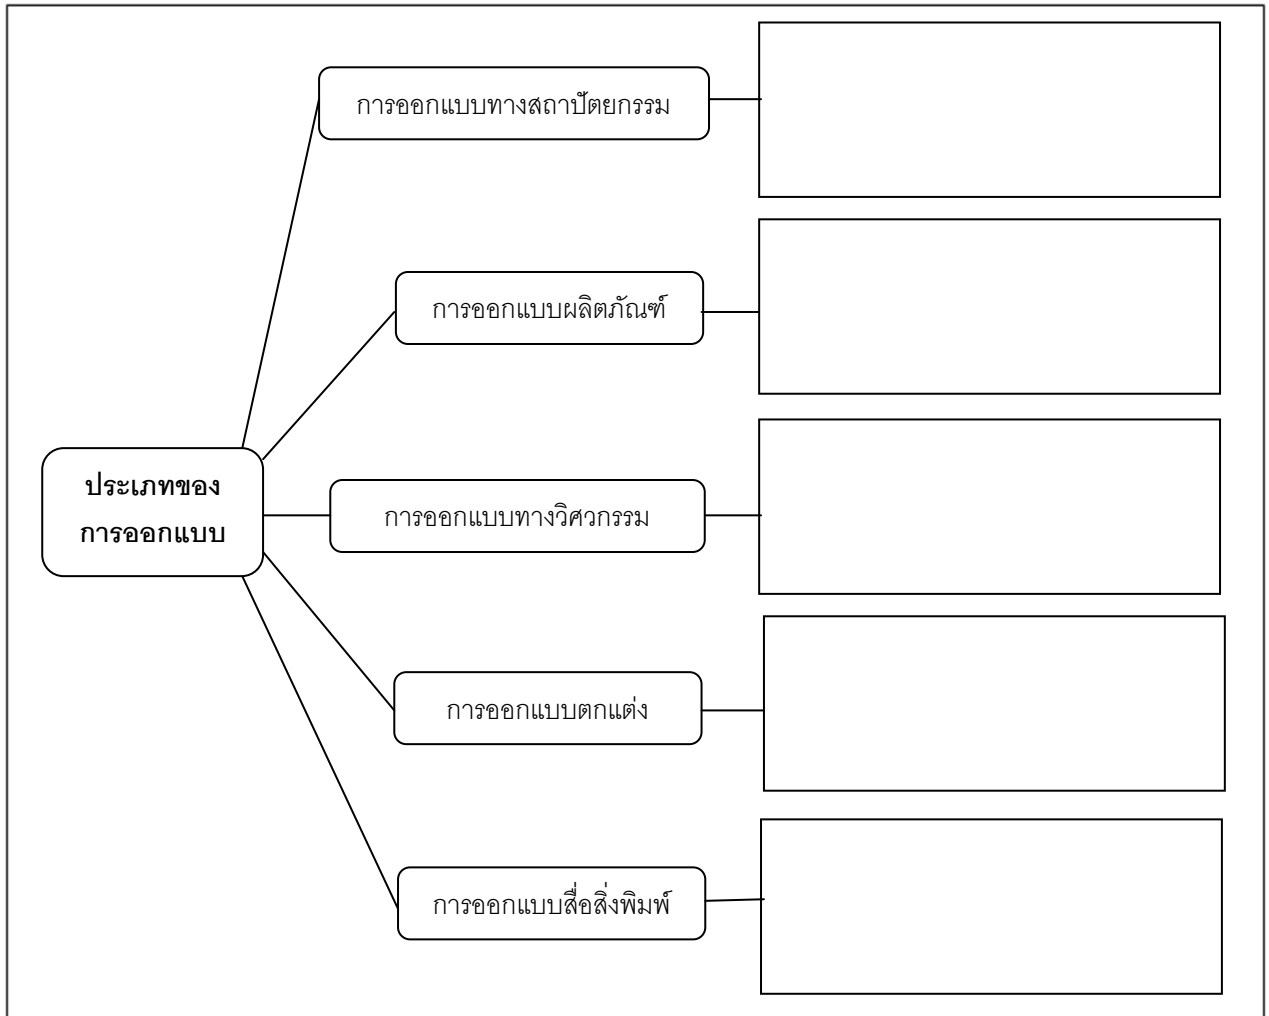 การออกแบบทางสถาปัตยกรรม
การออกแบบผลิตภัณฑ์
ประเภทของ
การออกแบบ
การออกแบบทางวิศวกรรม
การออกแบบตกแต่ง
การออกแบบสื่อสิ่งพิมพ์